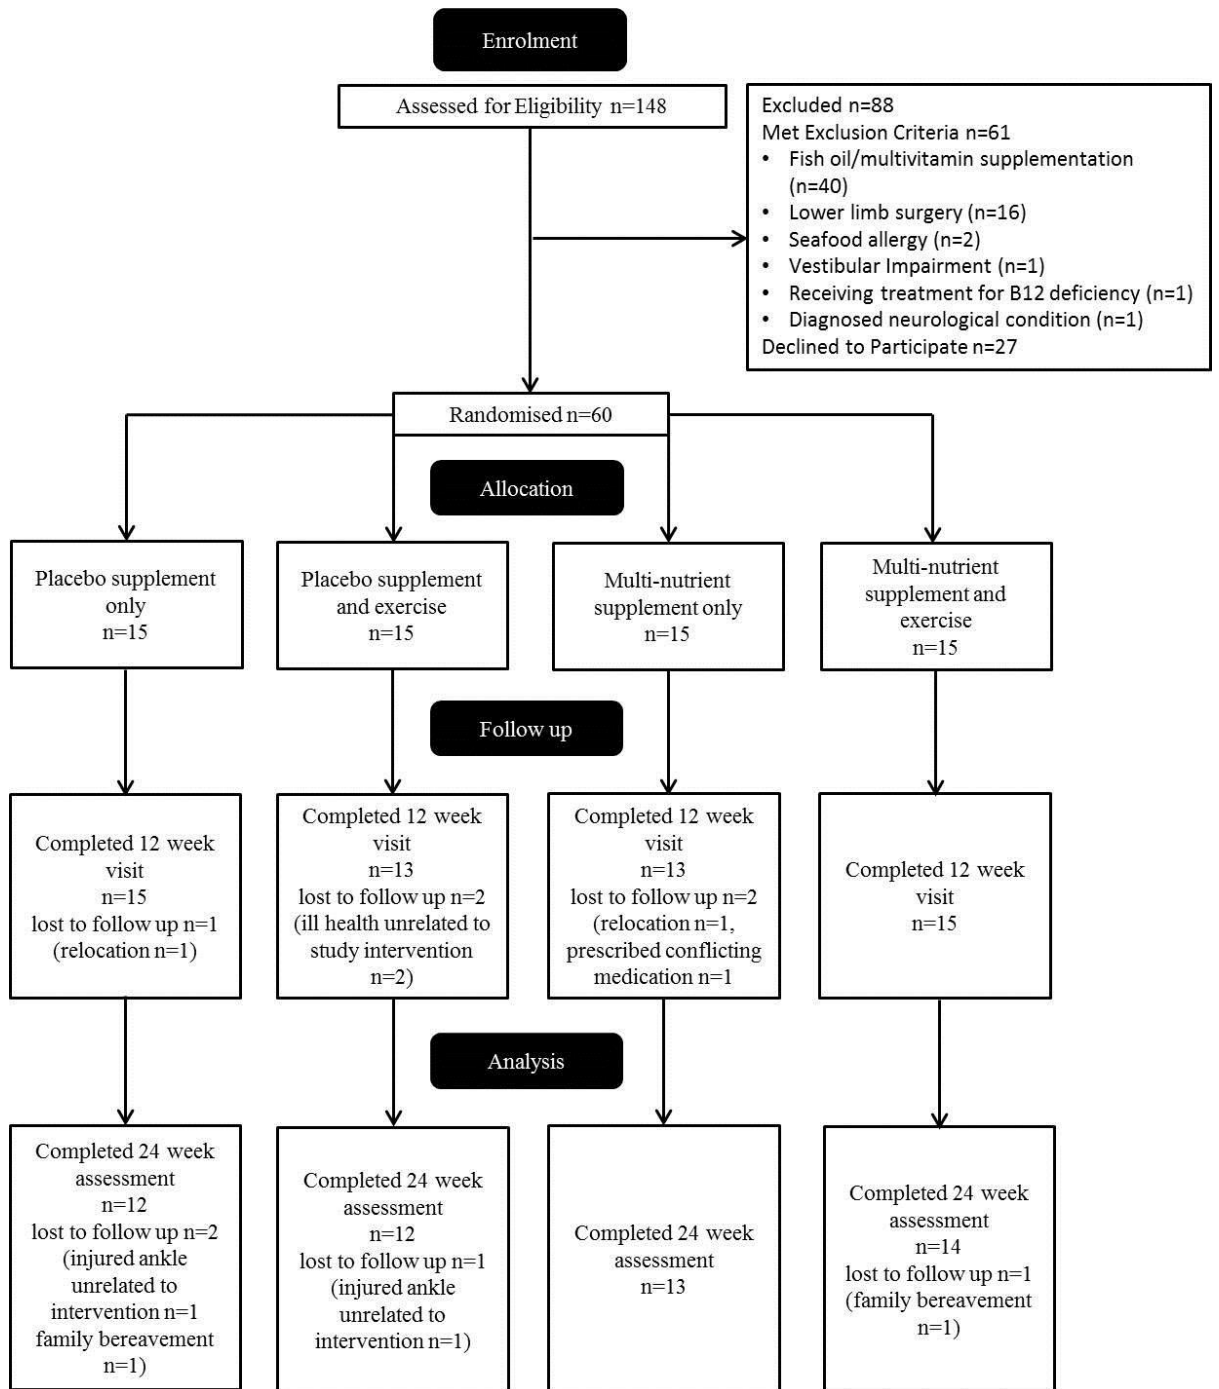 Enrolment
Assessed for Eligibility n=148
Excluded n=88
Met Exclusion Criteria n=61
• Fish oil/multivitamin supplementation
(n=40)
• Lower limb surgery (n=16)
• Seafood allergy (n=2)
• Vestibular Impairment (n=1)
• Receiving treatment for B12 deficiency (n=1)
• Diagnosed neurological condition (n=1)
Declined to Participate n=27
Randomised n=60
Allocation
Placebo supplement
only
n=15
Placebo supplement
and exercise
n=15
Multi-nutrient
supplement only
n=15
Multi-nutrient
supplement and
exercise
n=15
Follow up
Completed 12 week
visit
n=15
lost to follow up n=1
(relocation n=1)
Completed 12 week
visit
n=13
lost to follow up n=2
(ill health unrelated to
study intervention
n=2)
Completed 12 week
visit
n=13
lost to follow up n=2
(relocation n=1,
prescribed conflicting
medication n=1
Completed 12 week
visit
n=15
Analysis
Completed 24 week
assessment
n=12
lost to follow up n=2
(injured ankle
unrelated to
intervention n=1
family bereavement
n=1)
Completed 24 week
assessment
n=12
lost to follow up n=1
(injured ankle
unrelated to
intervention n=1)
Completed 24 week
assessment
n=13
Completed 24 week
assessment
n=14
lost to follow up n=1
(family bereavement
n=1)